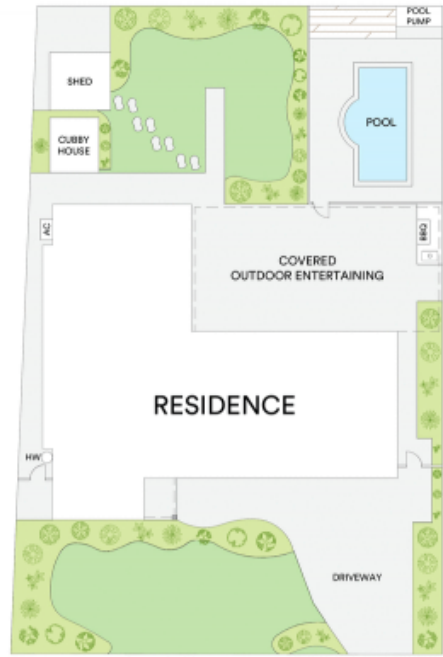 POOL
PUMP
SHED
POOL
CUBBY
HOUSE
AC
BBQ
COVERED
OUTDOOR ENTERTAINING
RESIDENCE
HW
DRIVEWAY